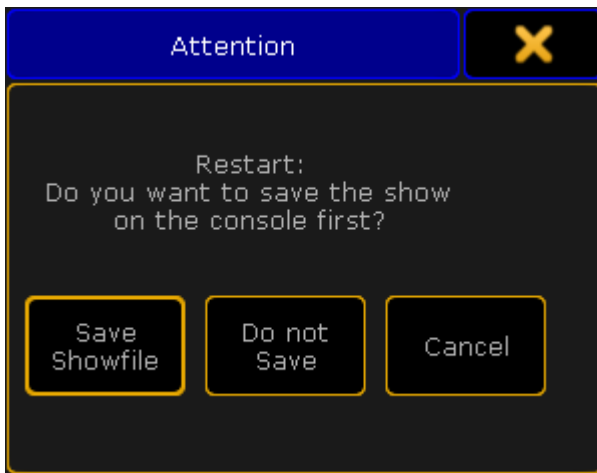 Attention
Restart:
Do you want to save the show
on the console first?
Save
Showfile
Do not
Save
Cancel